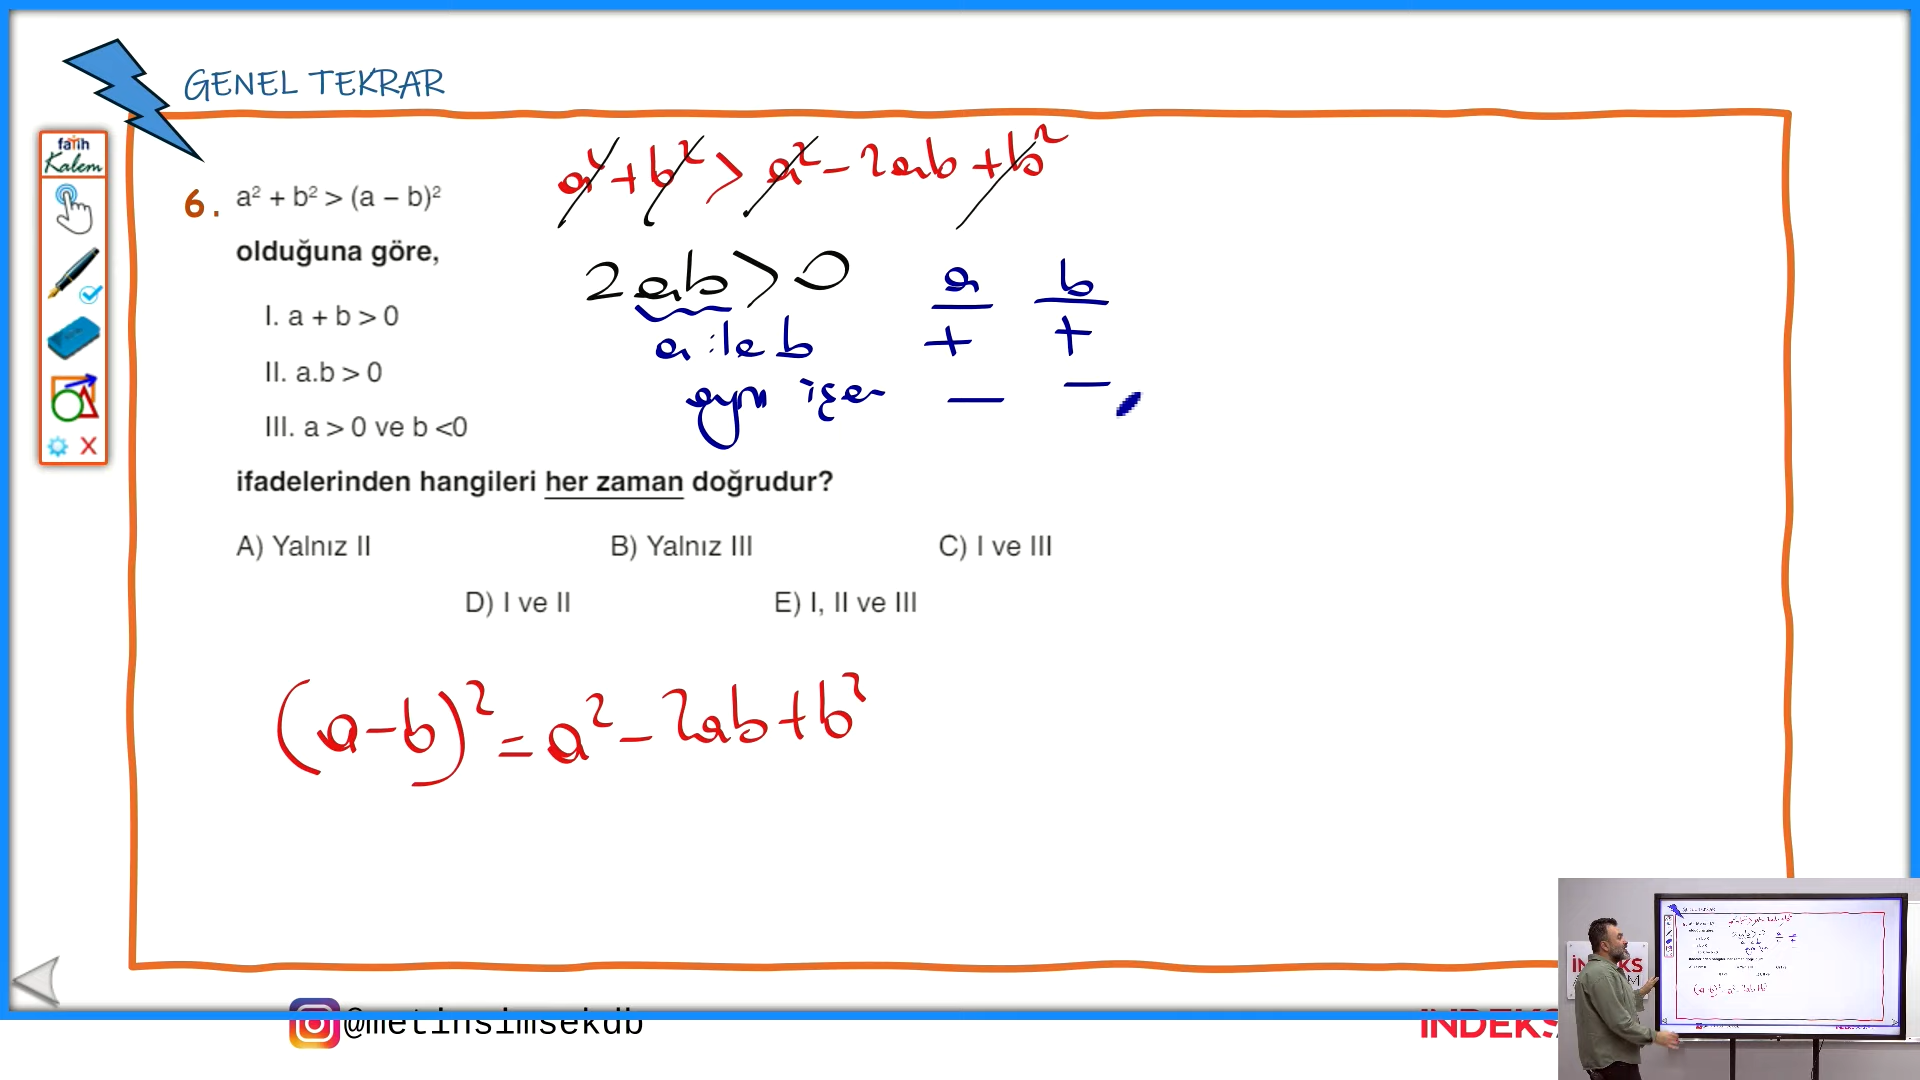 GENEL TEKRAR
fatih
Kalem
6. a² + b² > (a – b)²
olduğuna göre,
I. a + b > 0
II. a.b > 0
III. a > 0 ve b <0
ifadelerinden hangileri her zaman doğrudur?
A) Yalnız II
B) Yalnız III
C) I ve III
D) I ve II
E) I, II ve III
a² + b² > a² - 2ab + b²
2ab > 0
a ile b
aynı işar
a b
+ +
— —
(a-b)² = a² - 2ab + b²
@metinsimsekdb
INDEKS